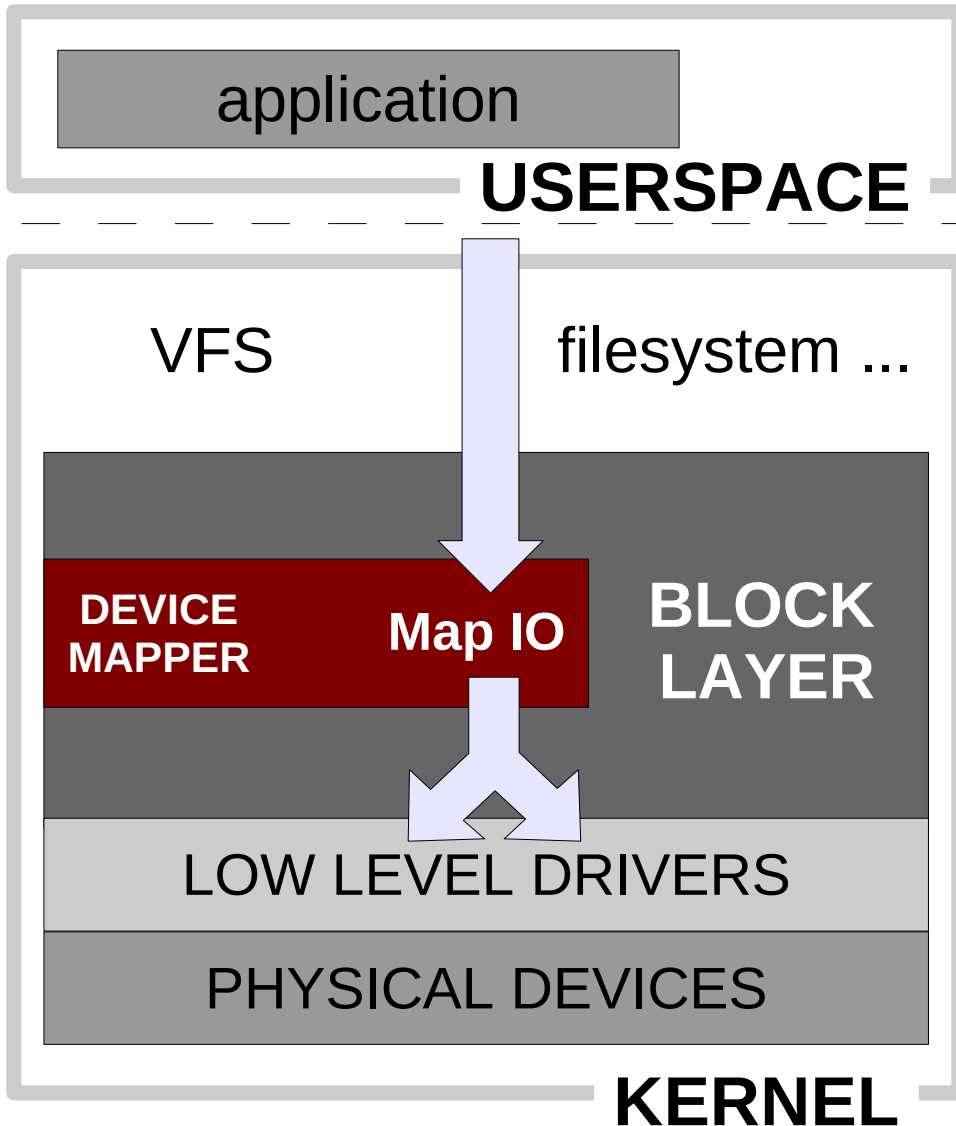 application
USERSPACE
VFS
filesystem ...
DEVICE
MAPPER
Map IO
BLOCK
LAYER
LOW LEVEL DRIVERS
PHYSICAL DEVICES
KERNEL